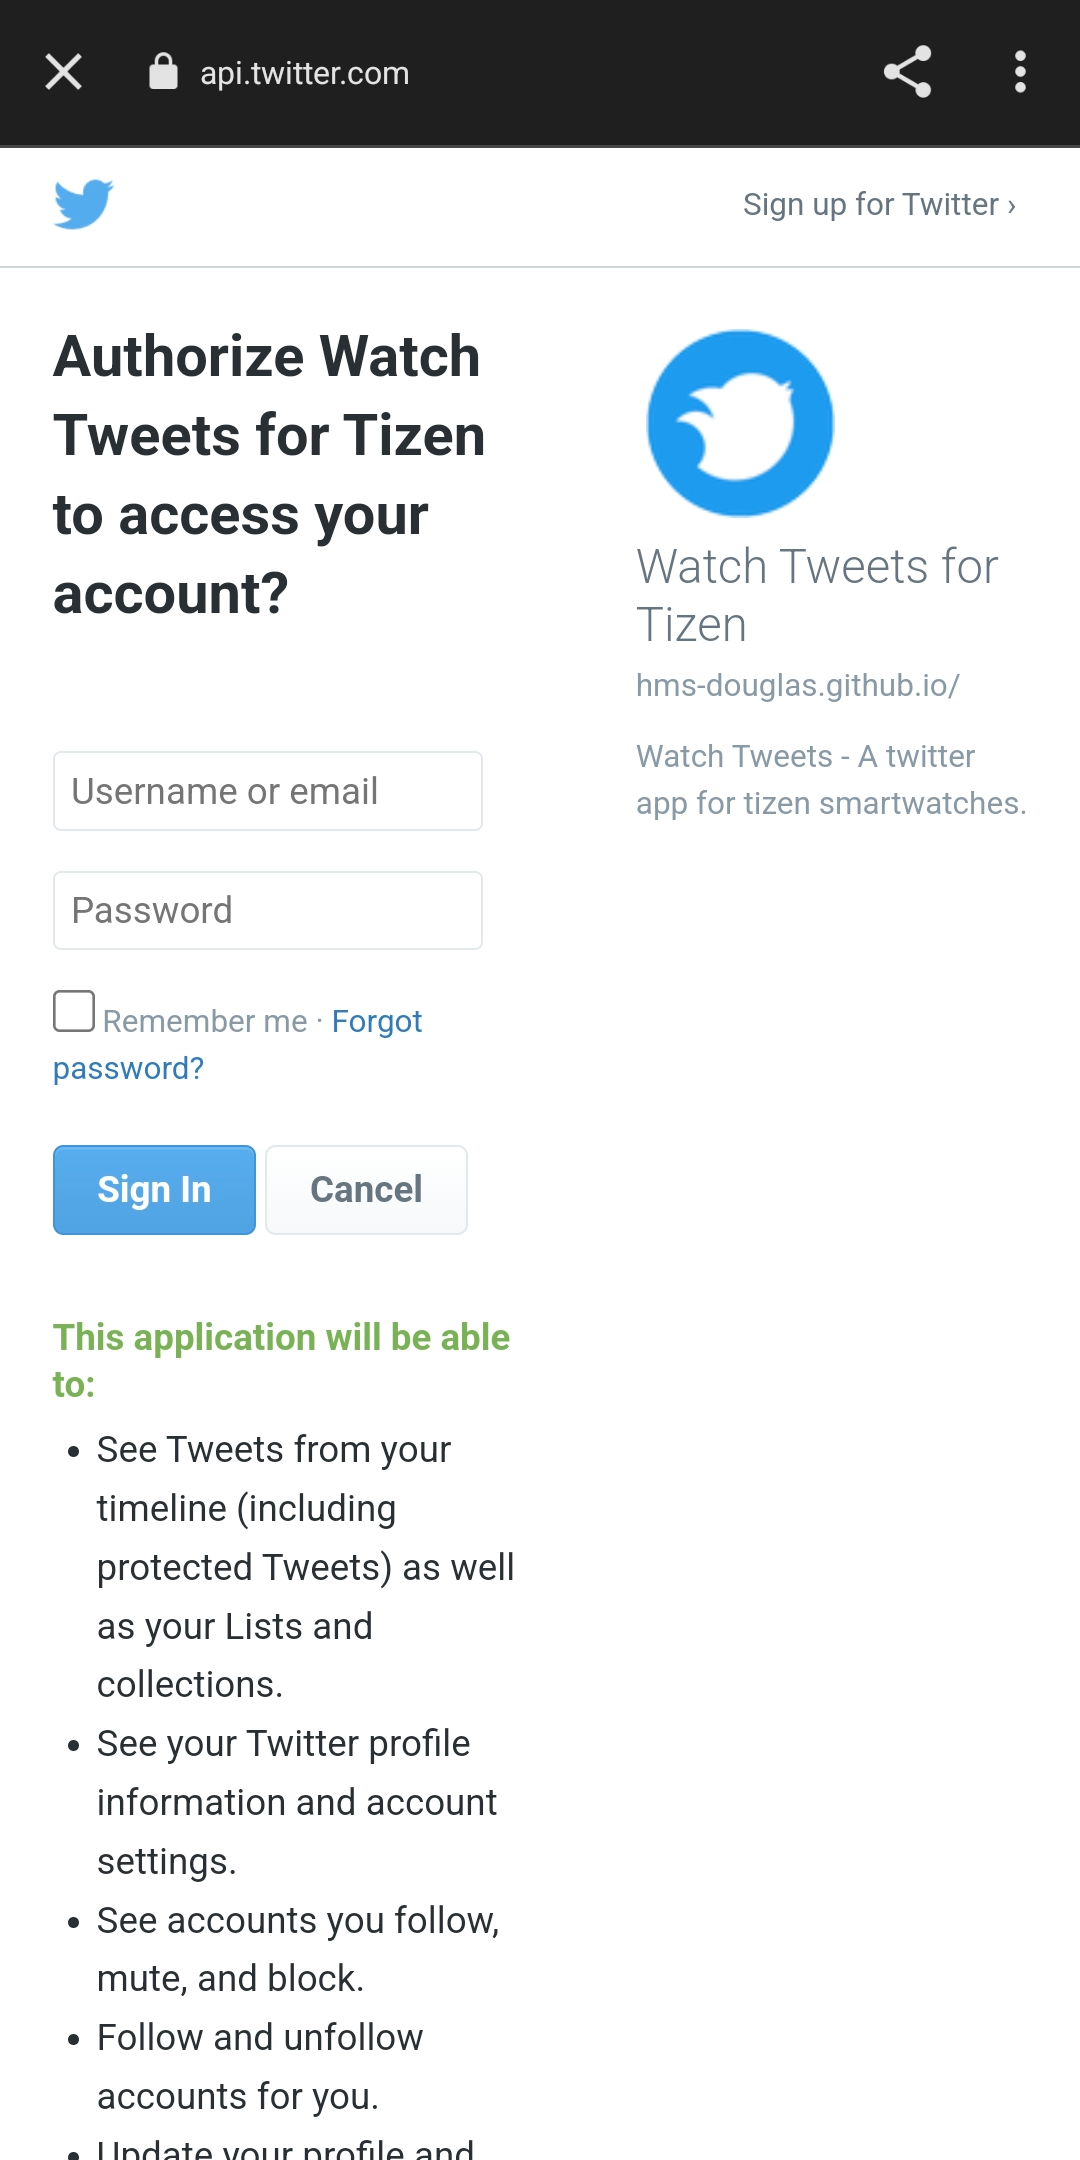 api.twitter.com
Sign up for Twitter ›
Authorize Watch
Tweets for Tizen
to access your
account?
Username or email
Password
Remember me · Forgot
password?
Sign In
Cancel
Watch Tweets for
Tizen
hms-douglas.github.io/
Watch Tweets - A twitter
app for tizen smartwatches.
This application will be able
to:
• See Tweets from your
timeline (including
protected Tweets) as well
as your Lists and
collections.
• See your Twitter profile
information and account
settings.
• See accounts you follow,
mute, and block.
• Follow and unfollow
accounts for you.
• Update your profile and